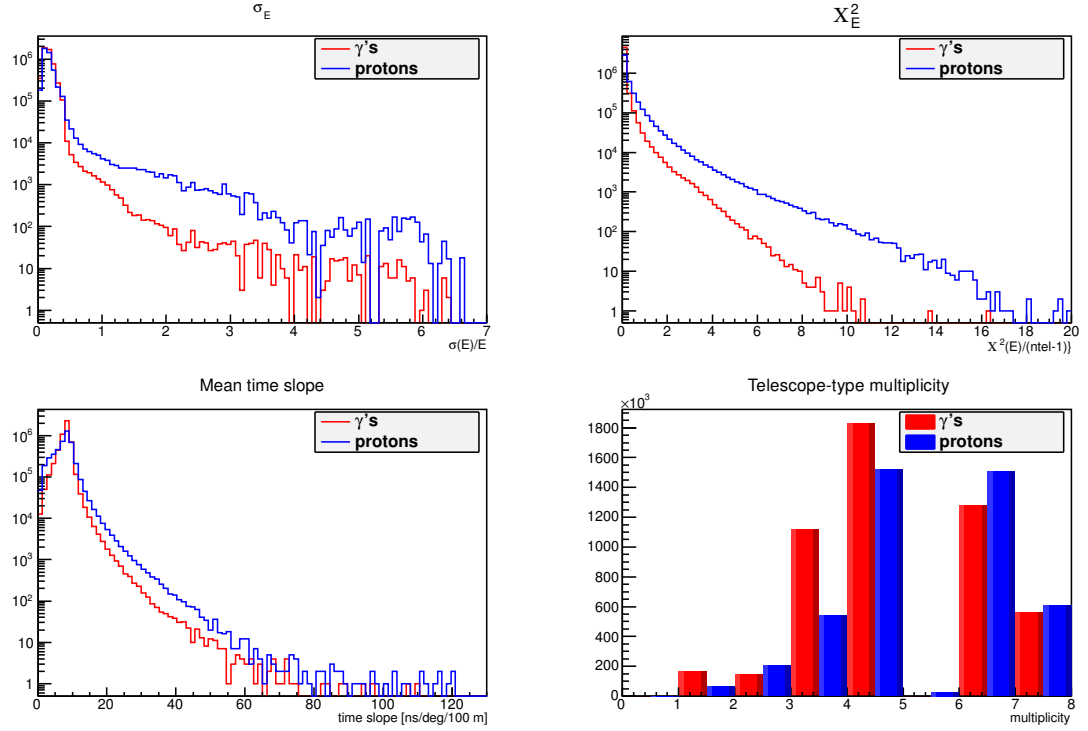 σ_E
γ's
protons
10^6
10^5
10^4
10^3
10^2
10
1
0 1 2 3 4 5 6 7
σ(E)/E
X_E^2
γ's
protons
10^6
10^5
10^4
10^3
10^2
10
1
0 2 4 6 8 10 12 14 16 18 20
X^2(E)/(ntel-1)}
Mean time slope
γ's
protons
10^6
10^5
10^4
10^3
10^2
10
1
0 20 40 60 80 100 120
time slope [ns/deg/100 m]
Telescope-type multiplicity
×10^3
γ's
protons
1800
1600
1400
1200
1000
800
600
400
200
0
0 1 2 3 4 5 6 7 8
multiplicity